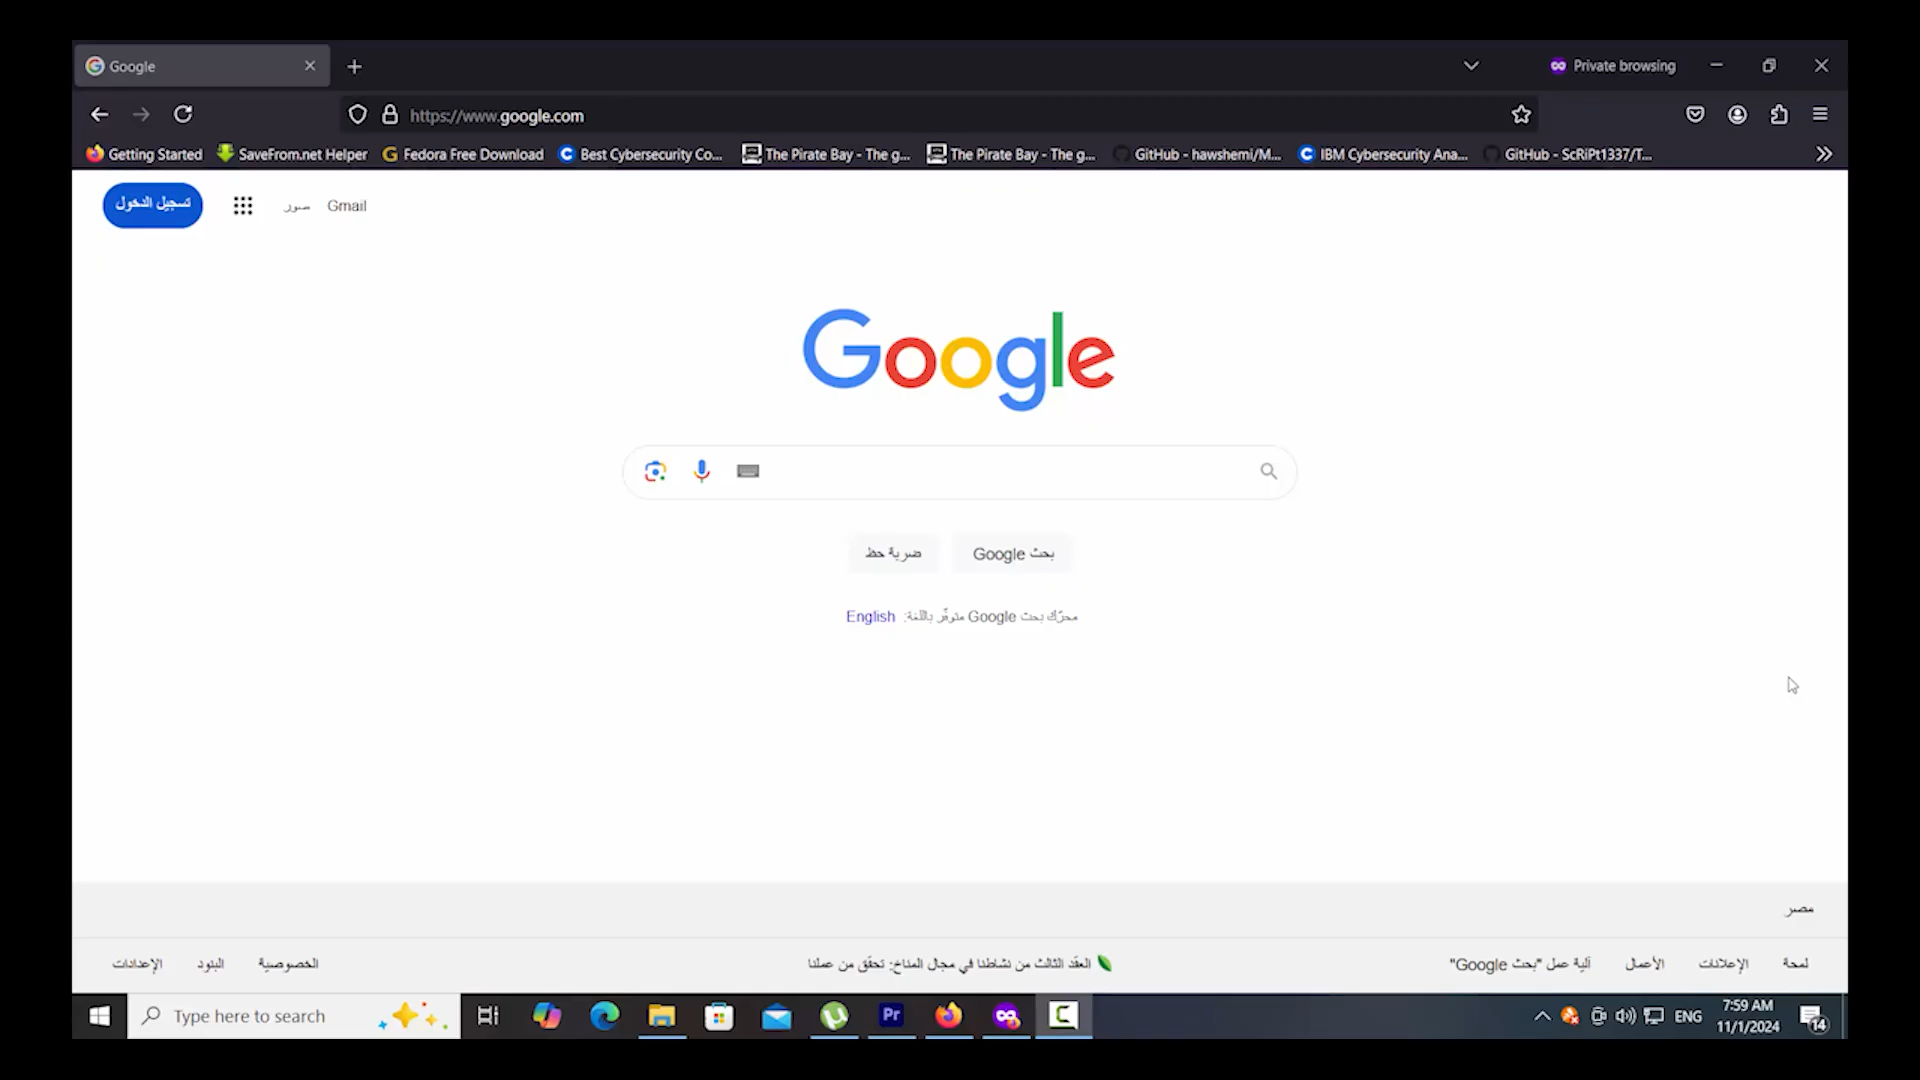 Google
Private browsing
https://www.google.com
Getting Started SaveFrom.net Helper Fedora Free Download Best Cybersecurity Co... The Pirate Bay - The g... The Pirate Bay - The g... GitHub - hawshemi/M... IBM Cybersecurity Ana... GitHub - ScRiPt1337/T...
تسجيل الدخول صور Gmail
Google
بحث Google ضربة حظ
محرّك بحث Google متوفّر باللغة: English
مصر
لمحة الإعلانات الأعمال آلية عمل "بحث Google" العقد الثالث من نشاطنا في مجال المناخ: تحقّق من عملنا الخصوصية البنود الإعدادات
Type here to search Pr ENG 7:59 AM
11/1/2024 14